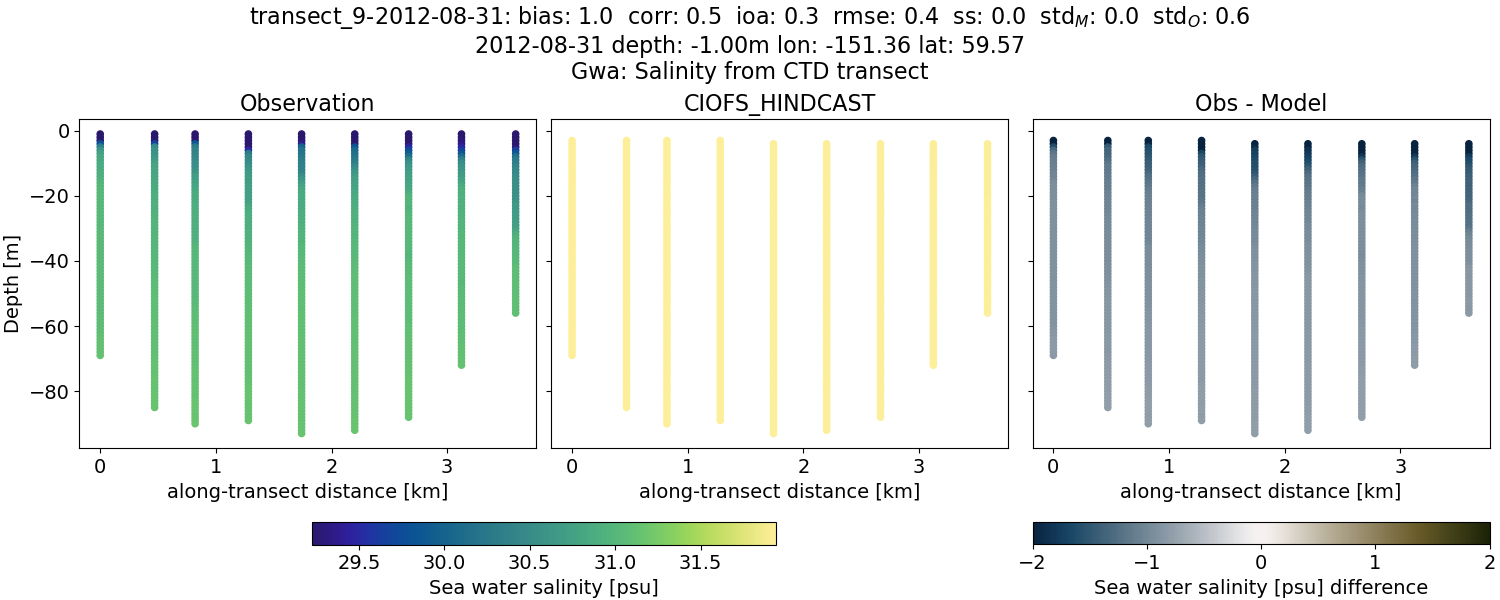 transect_9-2012-08-31: bias: 1.0 corr: 0.5 ioa: 0.3 rmse: 0.4 ss: 0.0 std_M: 0.0 std_O: 0.6
2012-08-31 depth: -1.00m lon: -151.36 lat: 59.57
Gwa: Salinity from CTD transect
Observation
CIOFS_HINDCAST
Obs - Model
Depth [m]
0
−20
−40
−60
−80
0 1 2 3
0 1 2 3
0 1 2 3
along-transect distance [km]
along-transect distance [km]
along-transect distance [km]
29.5 30.0 30.5 31.0 31.5
Sea water salinity [psu]
−2 −1 0 1 2
Sea water salinity [psu] difference